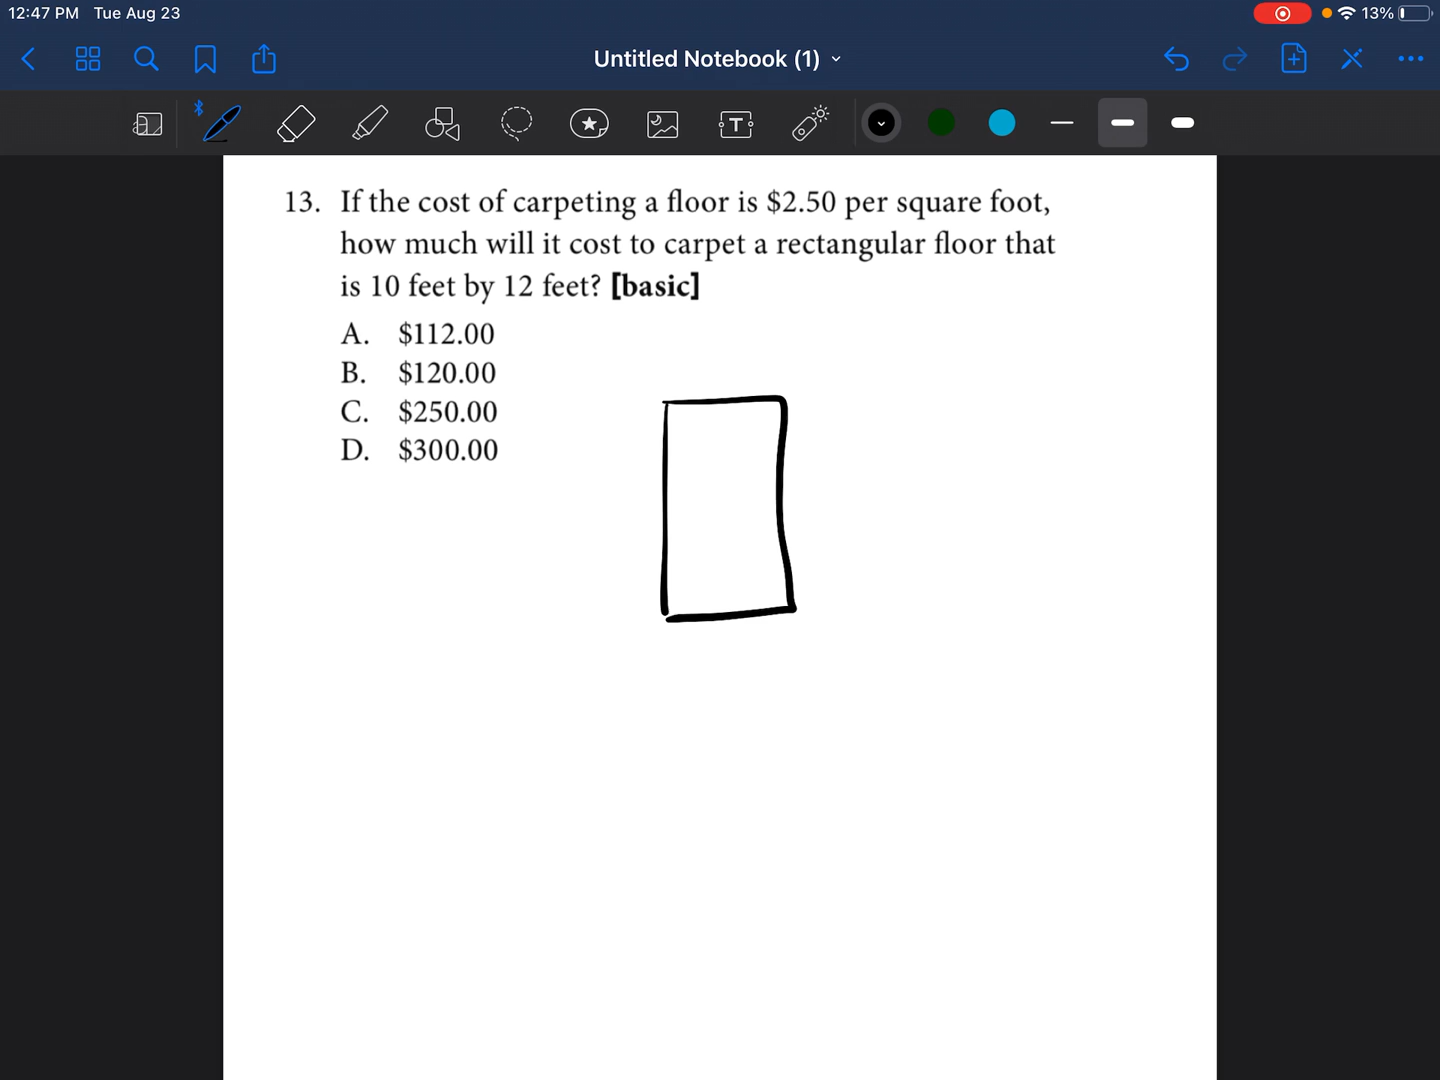 12:47 PM Tue Aug 23
13%
Untitled Notebook (1)
T
13. If the cost of carpeting a floor is $2.50 per square foot,
how much will it cost to carpet a rectangular floor that
is 10 feet by 12 feet? [basic]
A. $112.00
B. $120.00
C. $250.00
D. $300.00